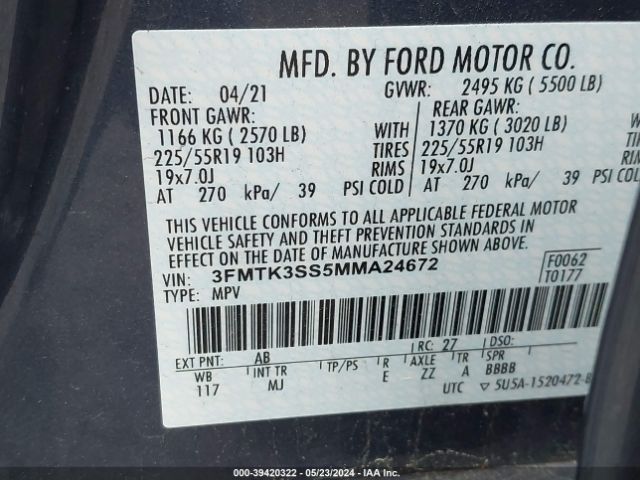 MFD. BY FORD MOTOR CO.
DATE: 04/21 GVWR: 2495 KG ( 5500 LB)
FRONT GAWR: REAR GAWR:
1166 KG ( 2570 LB) WITH 1370 KG ( 3020 LB)
225/55R19 103H TIRES 225/55R19 103H
19x7.0J RIMS 19x7.0J
AT 270 kPa/ 39 PSI COLD AT 270 kPa/ 39 PSI COL
THIS VEHICLE CONFORMS TO ALL APPLICABLE FEDERAL MOTOR
VEHICLE SAFETY AND THEFT PREVENTION STANDARDS IN
EFFECT ON THE DATE OF MANUFACTURE SHOWN ABOVE.
VIN: 3FMTK3SS5MMA24672 F0062
TYPE: MPV T0177
EXT PNT: AB RC: 27 DSO:
WB INT TR TP/PS R AXLE TR SPR
117 MJ E ZZ A BBBB
UTC ▽ 5U5A-1520472-B
000-39420322 - 05/23/2024 - IAA Inc.